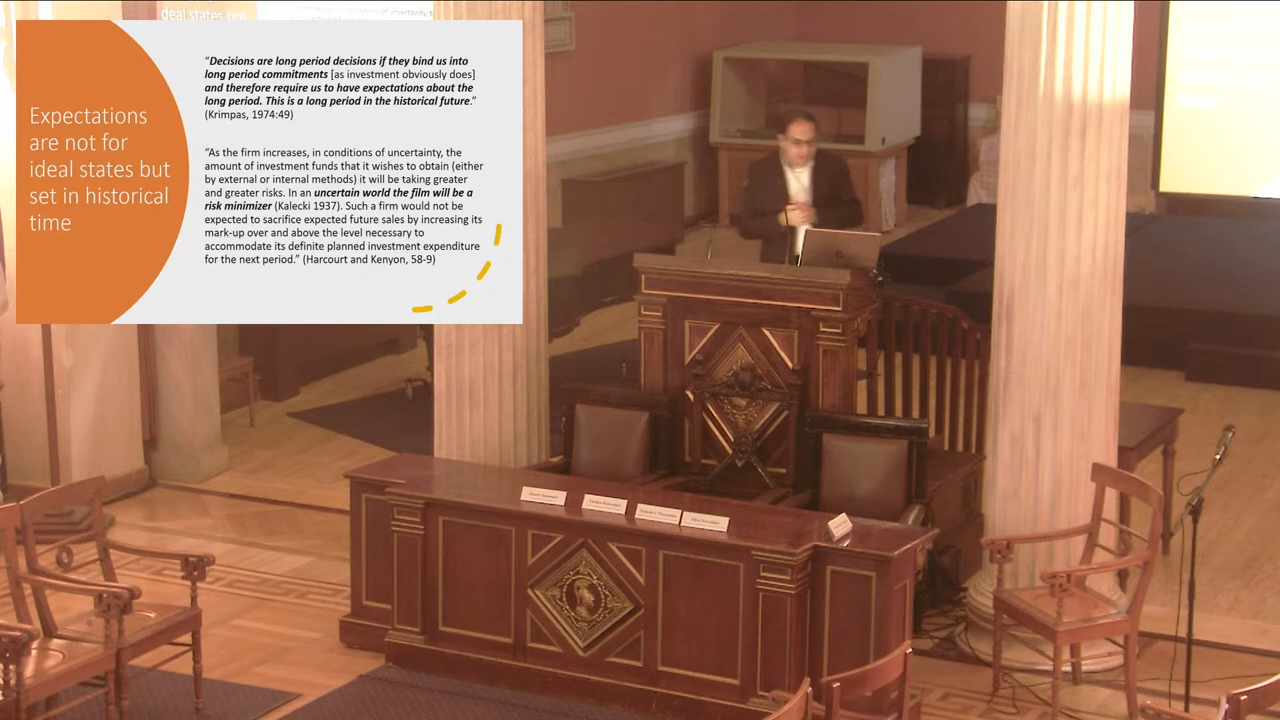 deal states but
Expectations
are not for
ideal states but
set in historical
time
“Decisions are long period decisions if they bind us into
long period commitments [as investment obviously does]
and therefore require us to have expectations about the
long period. This is a long period in the historical future.”
(Krimpas, 1974:49)
“As the firm increases, in conditions of uncertainty, the
amount of investment funds that it wishes to obtain (either
by external or internal methods) it will be taking greater
and greater risks. In an uncertain world the film will be a
risk minimizer (Kalecki 1937). Such a firm would not be
expected to sacrifice expected future sales by increasing its
mark-up over and above the level necessary to
accommodate its definite planned investment expenditure
for the next period.” (Harcourt and Kenyon, 58-9)